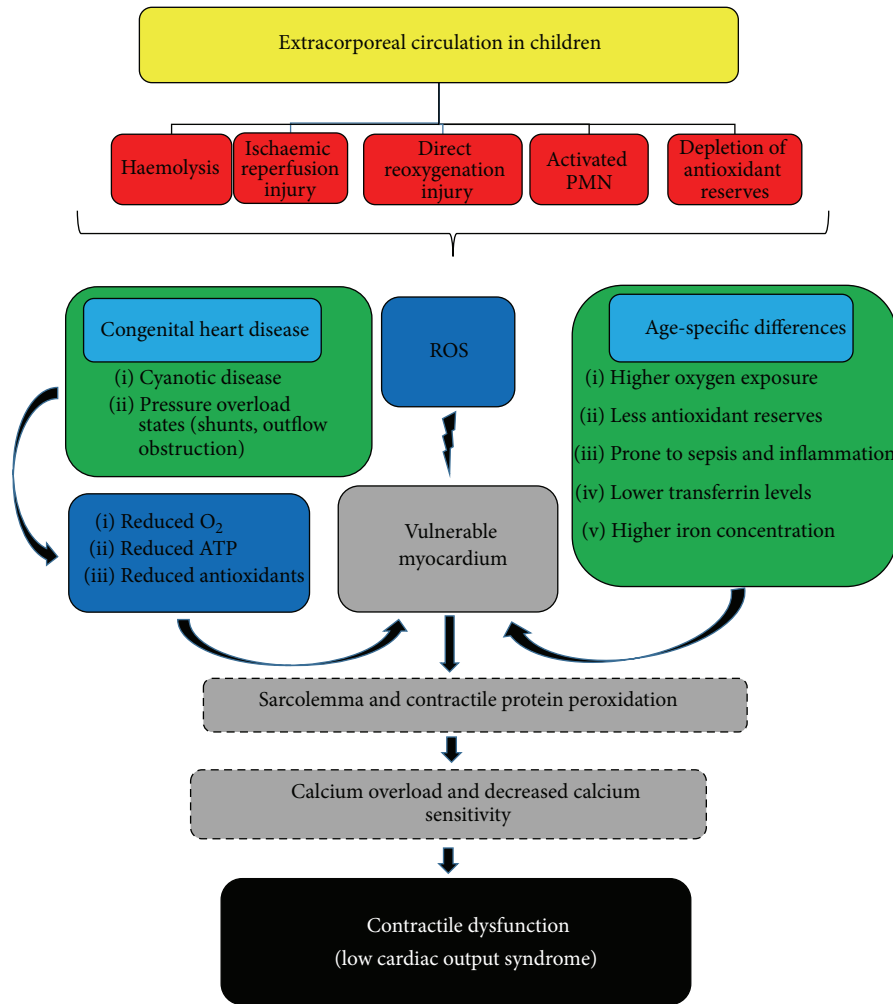 Extracorporeal circulation in children
Haemolysis
Ischaemic
reperfusion
injury
Direct
reoxygenation
injury
Activated
PMN
Depletion of
antioxidant
reserves
Congenital heart disease
(i) Cyanotic disease
(ii) Pressure overload
states (shunts, outflow
obstruction)
ROS
Age-specific differences
(i) Higher oxygen exposure
(ii) Less antioxidant reserves
(iii) Prone to sepsis and inflammation
(iv) Lower transferrin levels
(v) Higher iron concentration
(i) Reduced O₂
(ii) Reduced ATP
(iii) Reduced antioxidants
Vulnerable
myocardium
Sarcolemma and contractile protein peroxidation
Calcium overload and decreased calcium
sensitivity
Contractile dysfunction
(low cardiac output syndrome)